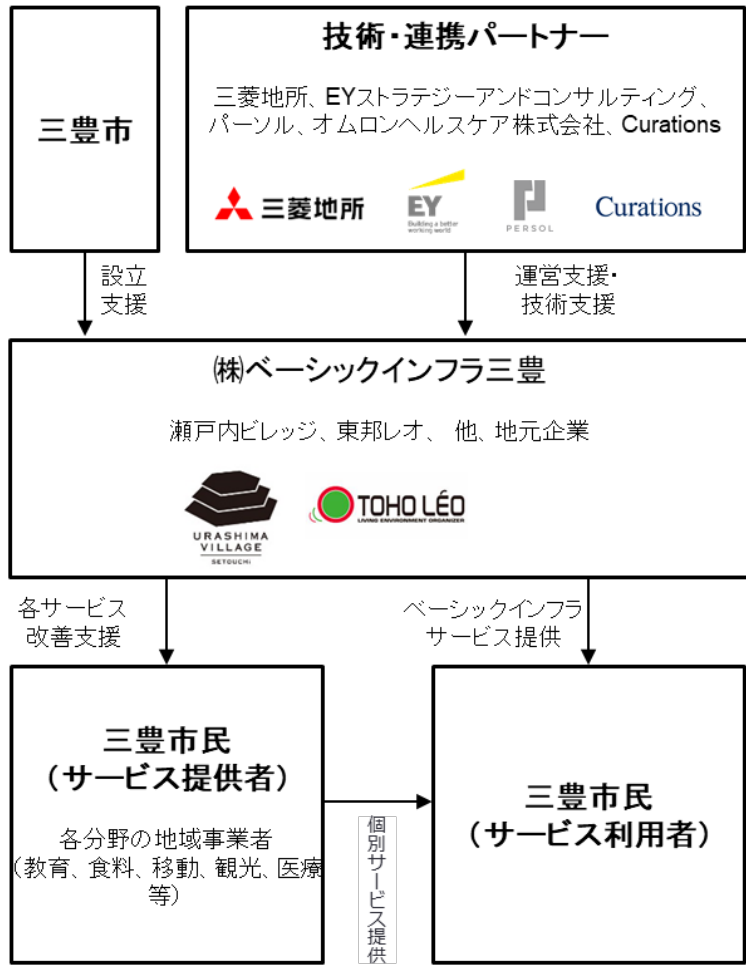 三豊市
技術・連携パートナー
三菱地所、EYストラテジーアンドコンサルティング、
パーソル、オムロンヘルスケア株式会社、Curations
三菱地所
EY
Building a better
working world
PERSOL
Curations
設立
支援
運営支援・
技術支援
㈱ベーシックインフラ三豊
瀬戸内ビレッジ、東邦レオ、 他、地元企業
URASHIMA
VILLAGE
SETOUCHI
TOHO LÉO
LIVING ENVIRONMENT ORGANIZER
各サービス
改善支援
ベーシックインフラ
サービス提供
三豊市民
（サービス提供者）
各分野の地域事業者
（教育、食料、移動、観光、医療
等）
個別サービス提供
三豊市民
（サービス利用者）